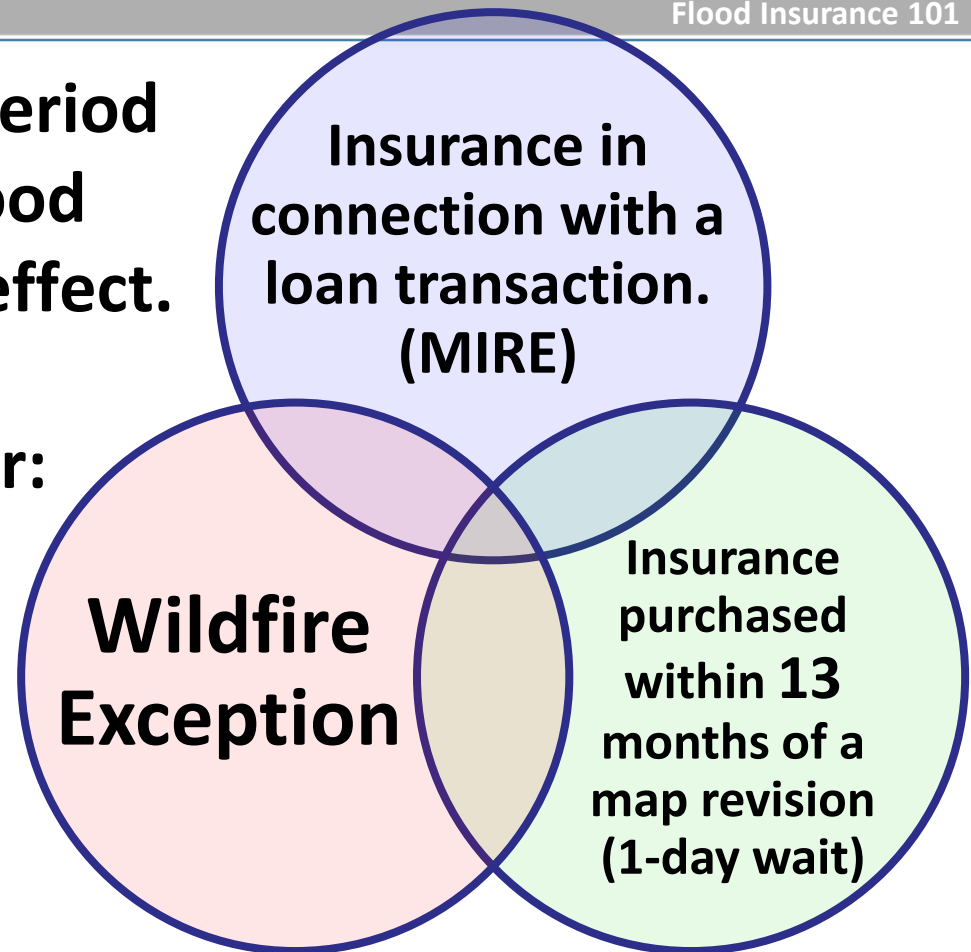 Flood Insurance 101
eriod
ood
effect.
r:
Insurance in
connection with a
loan transaction.
(MIRE)
Wildfire
Exception
Insurance
purchased
within 13
months of a
map revision
(1-day wait)